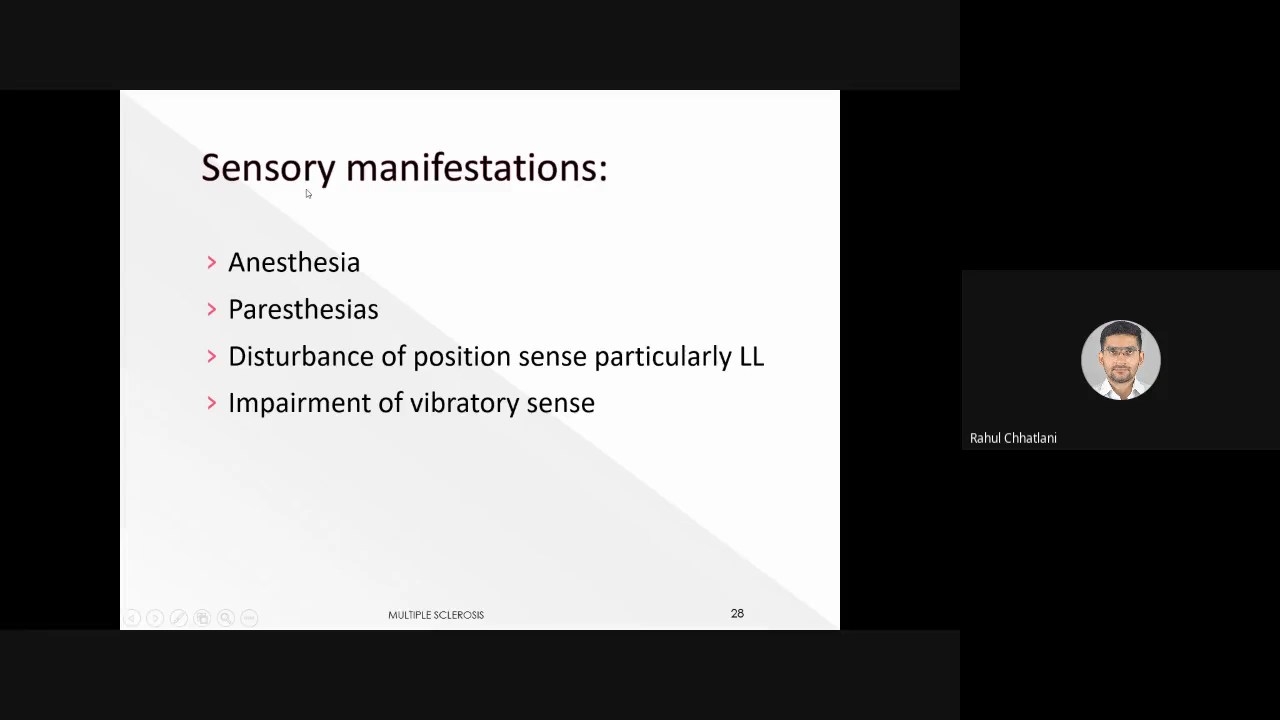 Sensory manifestations:
Anesthesia
Paresthesias
Disturbance of position sense particularly LL
Impairment of vibratory sense
MULTIPLE SCLEROSIS
28
Rahul Chhatlani